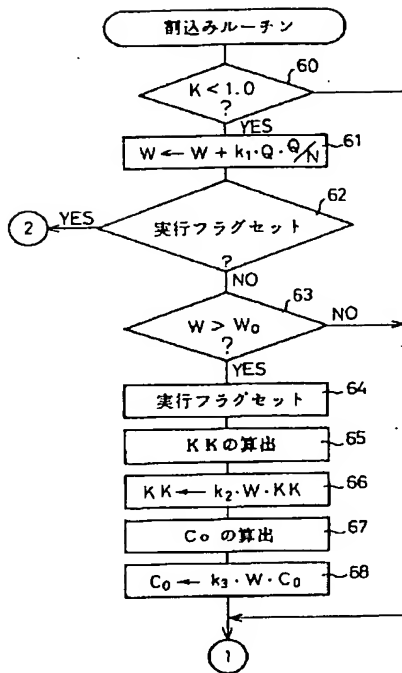 割込みルーチン
60
K < 1.0
?
YES
61
W ← W + k₁・Q・Q/N
62
YES
2
実行フラグセット
?
NO
63
W > W₀
NO
?
YES
64
実行フラグセット
65
KKの算出
66
KK ← k₂・W・KK
67
C₀の算出
68
C₀ ← k₃・W・C₀
1